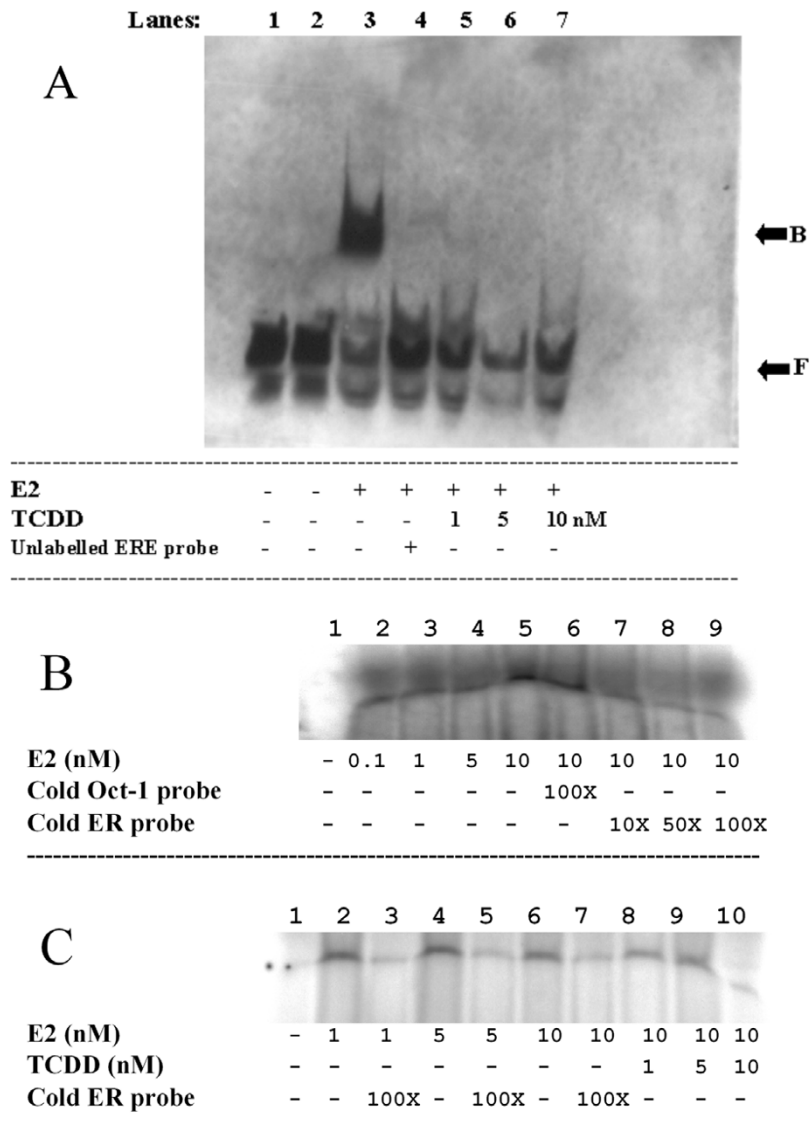 Lanes: 1 2 3 4 5 6 7
A
B
F
E2 - - + + + + +
TCDD - - - - 1 5 10 nM
Unlabelled ERE probe - - - + - - -
1 2 3 4 5 6 7 8 9
B
E2 (nM) - 0.1 1 5 10 10 10 10 10
Cold Oct-1 probe - - - - - 100X - - -
Cold ER probe - - - - - - 10X 50X 100X
1 2 3 4 5 6 7 8 9 10
C
E2 (nM) - 1 1 5 5 10 10 10 10 10
TCDD (nM) - - - - - - - 1 5 10
Cold ER probe - - 100X - 100X - 100X - - -